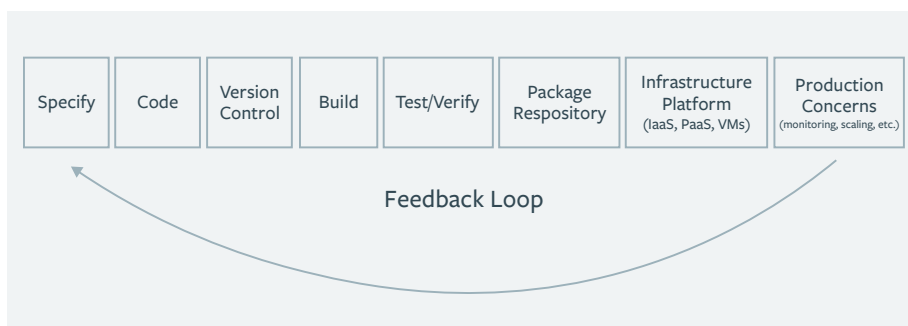 Specify
Code
Version
Control
Build
Test/Verify
Package
Respository
Infrastructure
Platform
(IaaS, PaaS, VMs)
Production
Concerns
(monitoring, scaling, etc.)
Feedback Loop